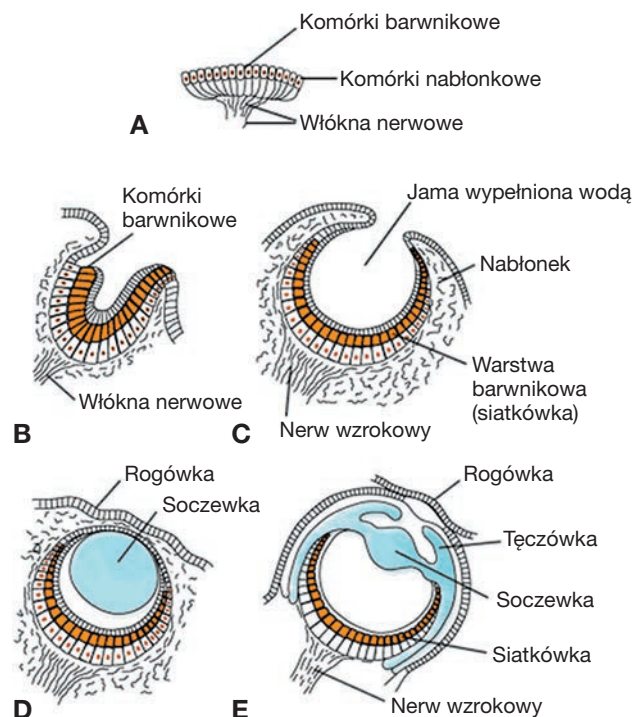 Komórki barwnikowe
Komórki nabłonkowe
Włókna nerwowe
A
Komórki
barwnikowe
Włókna nerwowe
B
Jama wypełniona wodą
Nabłonek
Warstwa
barwnikowa
(siatkówka)
Nerw wzrokowy
C
Rogówka
Soczewka
D
Rogówka
Tęczówka
Soczewka
Siatkówka
Nerw wzrokowy
E